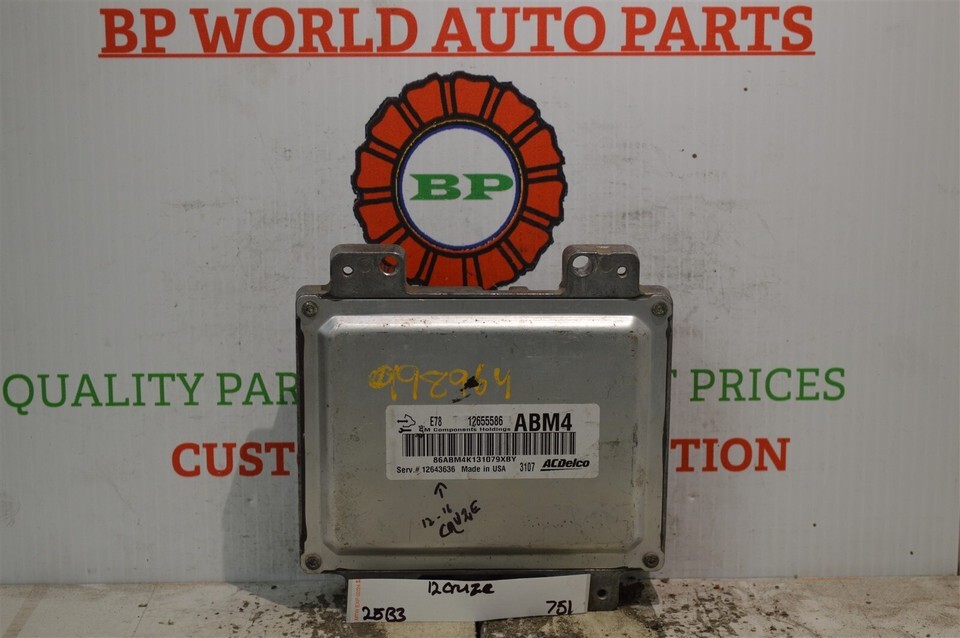 BP WORLD AUTO PARTS
BP
QUALITY PAR T PRICES
CUST TION
E78 12655586 ABM4
GM Components Holdings
86ABM4K131079XBY
Serv.# 12643636 Made in USA 3107 ACDelco
12-16
CRUZE
12 cruze
25B3 751